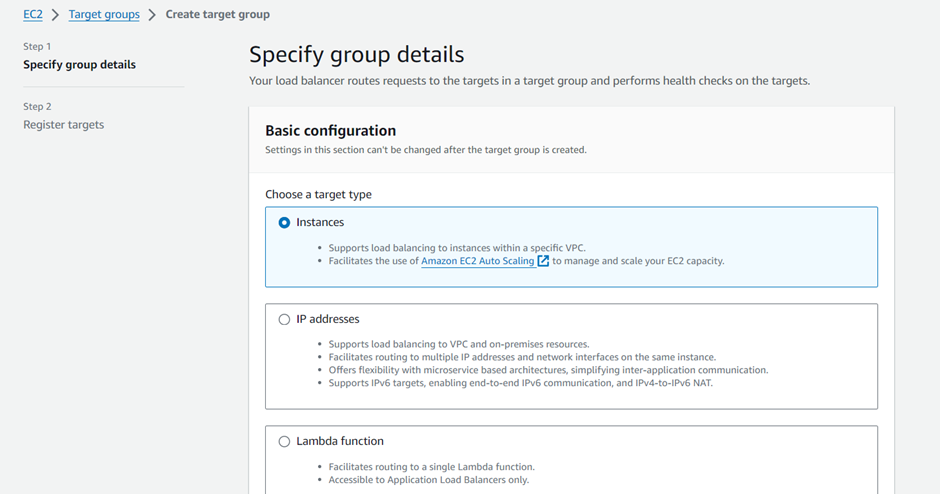 EC2 > Target groups > Create target group
Step 1
Specify group details
Step 2
Register targets
Specify group details
Your load balancer routes requests to the targets in a target group and performs health checks on the targets.
Basic configuration
Settings in this section can't be changed after the target group is created.
Choose a target type
Instances
• Supports load balancing to instances within a specific VPC.
• Facilitates the use of Amazon EC2 Auto Scaling to manage and scale your EC2 capacity.
IP addresses
• Supports load balancing to VPC and on-premises resources.
• Facilitates routing to multiple IP addresses and network interfaces on the same instance.
• Offers flexibility with microservice based architectures, simplifying inter-application communication.
• Supports IPv6 targets, enabling end-to-end IPv6 communication, and IPv4-to-IPv6 NAT.
Lambda function
• Facilitates routing to a single Lambda function.
• Accessible to Application Load Balancers only.